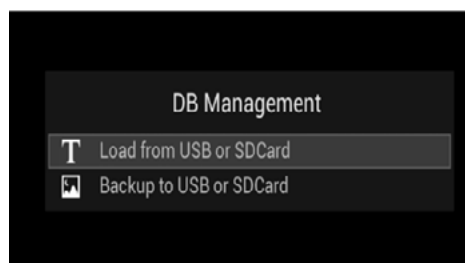 DB Management
T Load from USB or SDCard
Backup to USB or SDCard